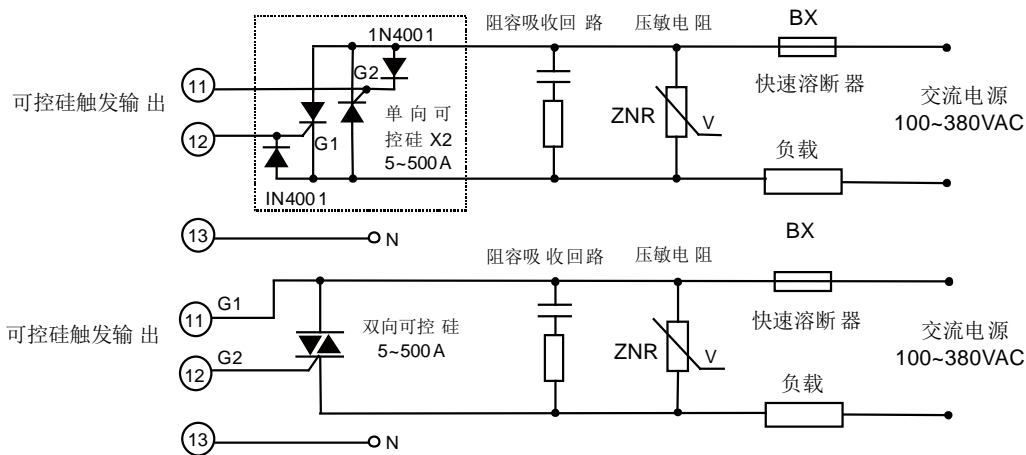 1N4001
阻容吸收回路
压敏电阻
BX
11
G2
可控硅触发输出
快速溶断器
交流电源
100~380VAC
12
G1
单向可
控硅 X2
5~500A
ZNR
V
负载
IN4001
13
N
阻容吸收回路
压敏电阻
BX
11
G1
可控硅触发输出
双向可控硅
5~500A
快速溶断器
交流电源
100~380VAC
12
G2
ZNR
V
负载
13
N